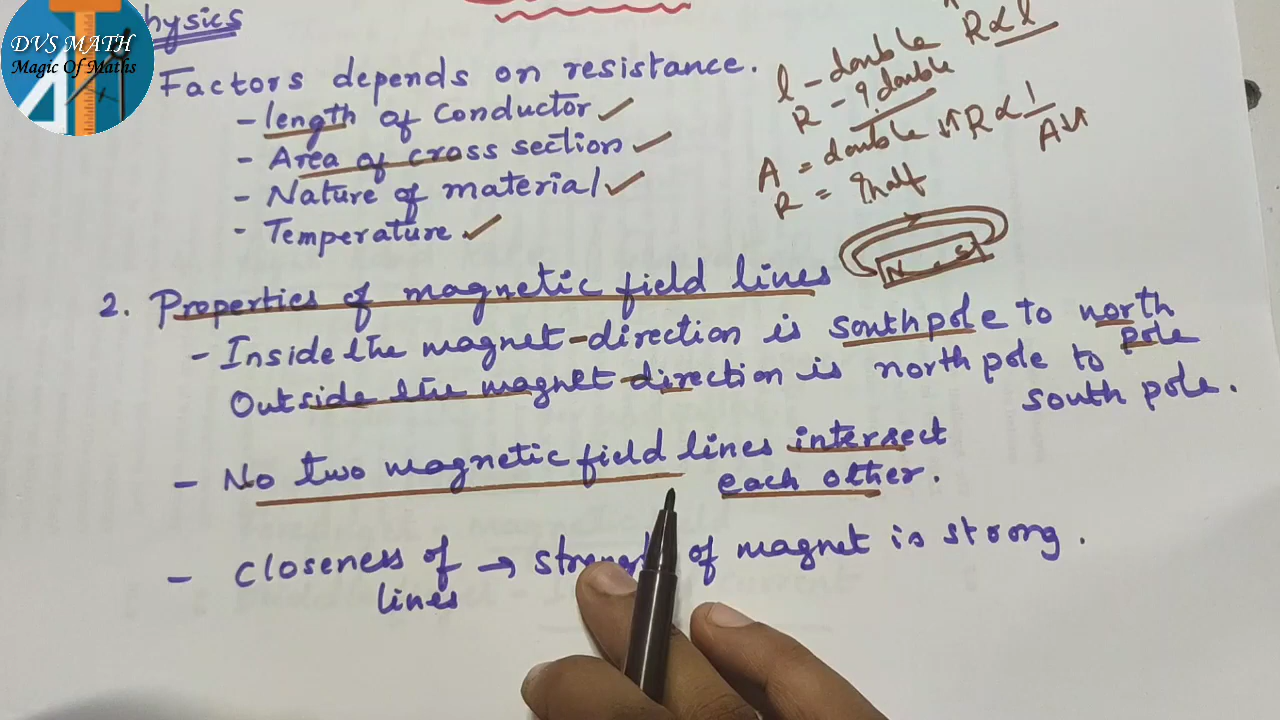 DVS MATH
Magic Of Maths
hysics
Factors depends on resistance.
- length of conductor ✓
- Area of cross section ✓
- Nature of material ✓
- Temperature. ✓
l - double R∝l
R - double
A = double ↓↑ R ∝ 1/A ↓↑
R = half
N S
2. Properties of magnetic field lines
- Inside the magnet - direction is south pole to north pole
Outside the magnet - direction is north pole to south pole.
- No two magnetic field lines intersect each other.
- closeness of lines → of magnet is strong.